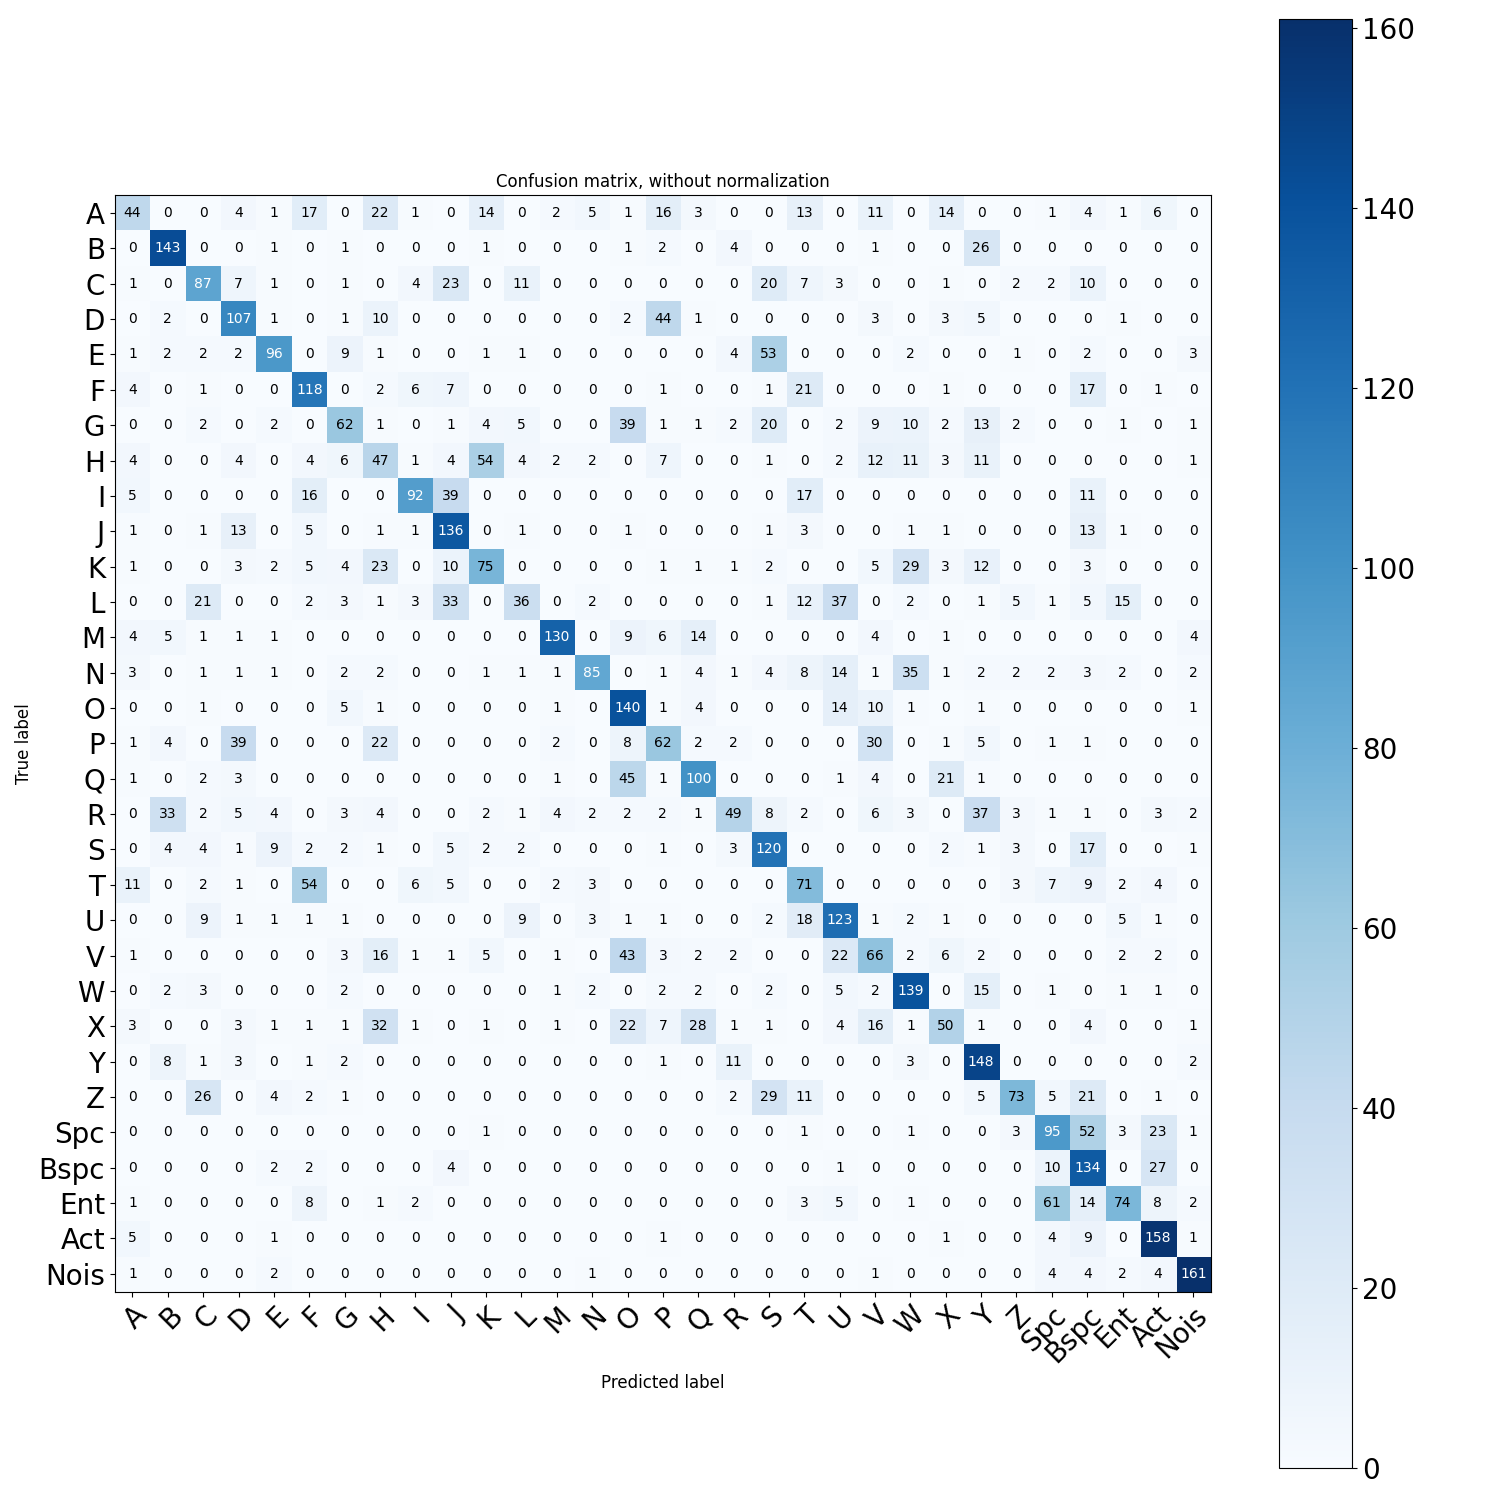 Confusion matrix, without normalization
A 44 0 0 4 1 17 0 22 1 0 14 0 2 5 1 16 3 0 0 13 0 11 0 14 0 0 1 4 1 6 0
B 0 143 0 0 1 0 1 0 0 0 1 0 0 0 1 2 0 4 0 0 0 1 0 0 26 0 0 0 0 0 0
C 1 0 87 7 1 0 1 0 4 23 0 11 0 0 0 0 0 0 20 7 3 0 0 1 0 2 2 10 0 0 0
D 0 2 0 107 1 0 1 10 0 0 0 0 0 0 2 44 1 0 0 0 0 3 0 3 5 0 0 0 1 0 0
E 1 2 2 2 96 0 9 1 0 0 1 1 0 0 0 0 0 4 53 0 0 0 2 0 0 1 0 2 0 0 3
F 4 0 1 0 0 118 0 2 6 7 0 0 0 0 0 1 0 0 1 21 0 0 0 1 0 0 0 17 0 1 0
G 0 0 2 0 2 0 62 1 0 1 4 5 0 0 39 1 1 2 20 0 2 9 10 2 13 2 0 0 1 0 1
H 4 0 0 4 0 4 6 47 1 4 54 4 2 2 0 7 0 0 1 0 2 12 11 3 11 0 0 0 0 0 1
I 5 0 0 0 0 16 0 0 92 39 0 0 0 0 0 0 0 0 0 17 0 0 0 0 0 0 0 11 0 0 0
J 1 0 1 13 0 5 0 1 1 136 0 1 0 0 1 0 0 0 1 3 0 0 1 1 0 0 0 13 1 0 0
K 1 0 0 3 2 5 4 23 0 10 75 0 0 0 0 1 1 1 2 0 0 5 29 3 12 0 0 3 0 0 0
L 0 0 21 0 0 2 3 1 3 33 0 36 0 2 0 0 0 0 1 12 37 0 2 0 1 5 1 5 15 0 0
M 4 5 1 1 1 0 0 0 0 0 0 0 130 0 9 6 14 0 0 0 0 4 0 1 0 0 0 0 0 0 4
N 3 0 1 1 1 0 2 2 0 0 1 1 1 85 0 1 4 1 4 8 14 1 35 1 2 2 2 3 2 0 2
O 0 0 1 0 0 0 5 1 0 0 0 0 1 0 140 1 4 0 0 0 14 10 1 0 1 0 0 0 0 0 1
P 1 4 0 39 0 0 0 22 0 0 0 0 2 0 8 62 2 2 0 0 0 30 0 1 5 0 1 1 0 0 0
Q 1 0 2 3 0 0 0 0 0 0 0 0 1 0 45 1 100 0 0 0 1 4 0 21 1 0 0 0 0 0 0
R 0 33 2 5 4 0 3 4 0 0 2 1 4 2 2 2 1 49 8 2 0 6 3 0 37 3 1 1 0 3 2
S 0 4 4 1 9 2 2 1 0 5 2 2 0 0 0 1 0 3 120 0 0 0 0 2 1 3 0 17 0 0 1
T 11 0 2 1 0 54 0 0 6 5 0 0 2 3 0 0 0 0 0 71 0 0 0 0 0 3 7 9 2 4 0
U 0 0 9 1 1 1 1 0 0 0 0 9 0 3 1 1 0 0 2 18 123 1 2 1 0 0 0 0 5 1 0
V 1 0 0 0 0 0 3 16 1 1 5 0 1 0 43 3 2 2 0 0 22 66 2 6 2 0 0 0 2 2 0
W 0 2 3 0 0 0 2 0 0 0 0 0 1 2 0 2 2 0 2 0 5 2 139 0 15 0 1 0 1 1 0
X 3 0 0 3 1 1 1 32 1 0 1 0 1 0 22 7 28 1 1 0 4 16 1 50 1 0 0 4 0 0 1
Y 0 8 1 3 0 1 2 0 0 0 0 0 0 0 0 1 0 11 0 0 0 0 3 0 148 0 0 0 0 0 2
Z 0 0 26 0 4 2 1 0 0 0 0 0 0 0 0 0 0 2 29 11 0 0 0 0 5 73 5 21 0 1 0
Spc 0 0 0 0 0 0 0 0 0 0 1 0 0 0 0 0 0 0 0 1 0 0 1 0 0 3 95 52 3 23 1
Bspc 0 0 0 0 2 2 0 0 0 4 0 0 0 0 0 0 0 0 0 0 1 0 0 0 0 0 10 134 0 27 0
Ent 1 0 0 0 0 8 0 1 2 0 0 0 0 0 0 0 0 0 0 3 5 0 1 0 0 0 61 14 74 8 2
Act 5 0 0 0 1 0 0 0 0 0 0 0 0 0 0 1 0 0 0 0 0 0 0 1 0 0 4 9 0 158 1
Nois 1 0 0 0 2 0 0 0 0 0 0 0 0 1 0 0 0 0 0 0 0 1 0 0 0 0 4 4 2 4 161
A B C D E F G H I J K L M N O P Q R S T U V W X Y Z Spc Bspc Ent Act Nois
Predicted label
True label
160
140
120
100
80
60
40
20
0